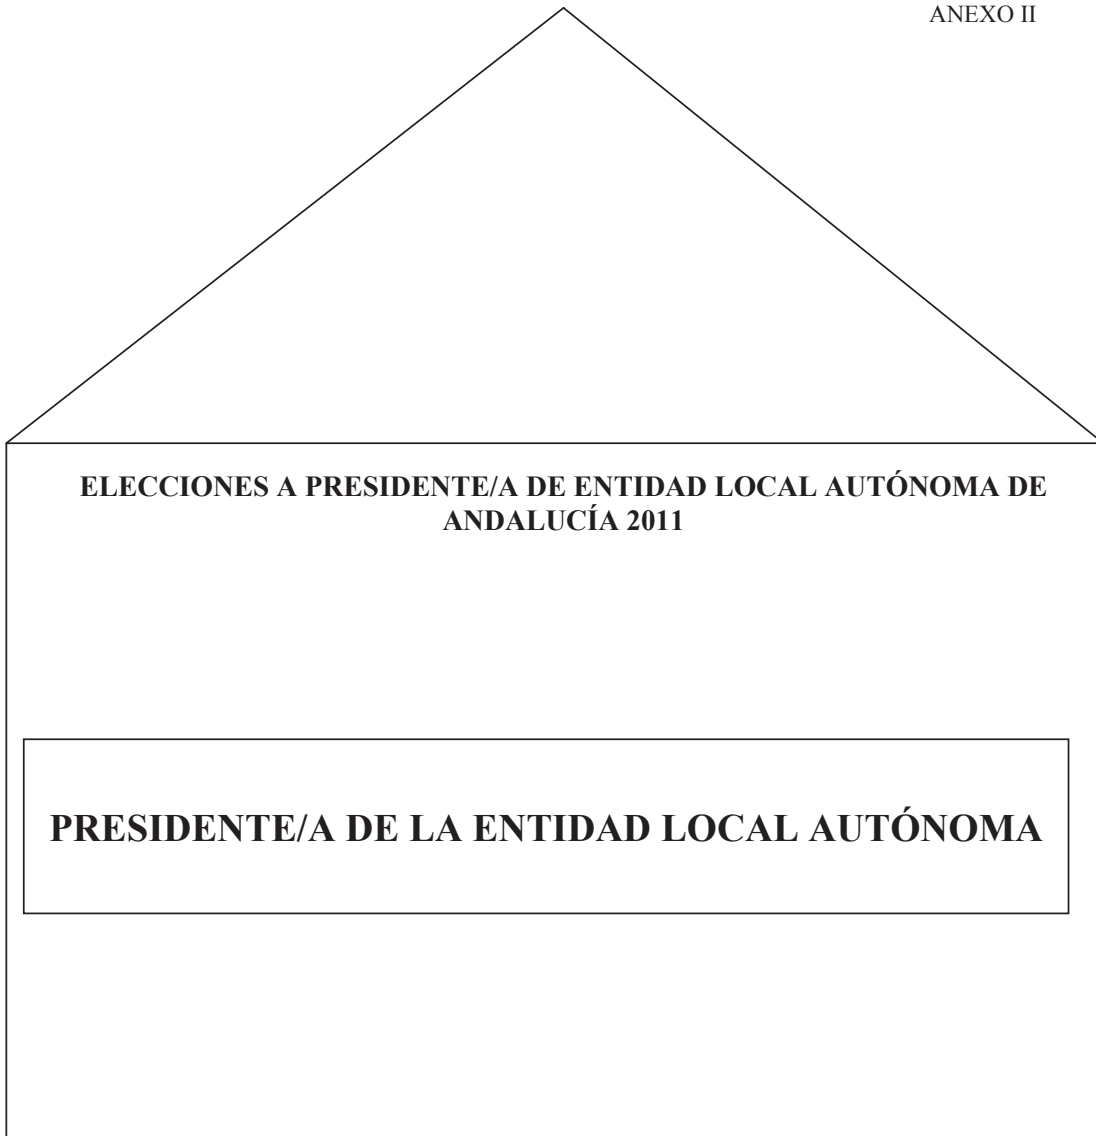 ANEXO II
ELECCIONES A PRESIDENTE/A DE ENTIDAD LOCAL AUTÓNOMA DE
ANDALUCÍA 2011
PRESIDENTE/A DE LA ENTIDAD LOCAL AUTÓNOMA